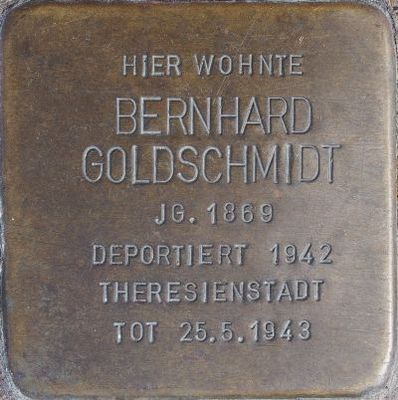 HIER WOHNTE
BERNHARD
GOLDSCHMIDT
JG. 1869
DEPORTIERT 1942
THERESIENSTADT
TOT 25.5.1943